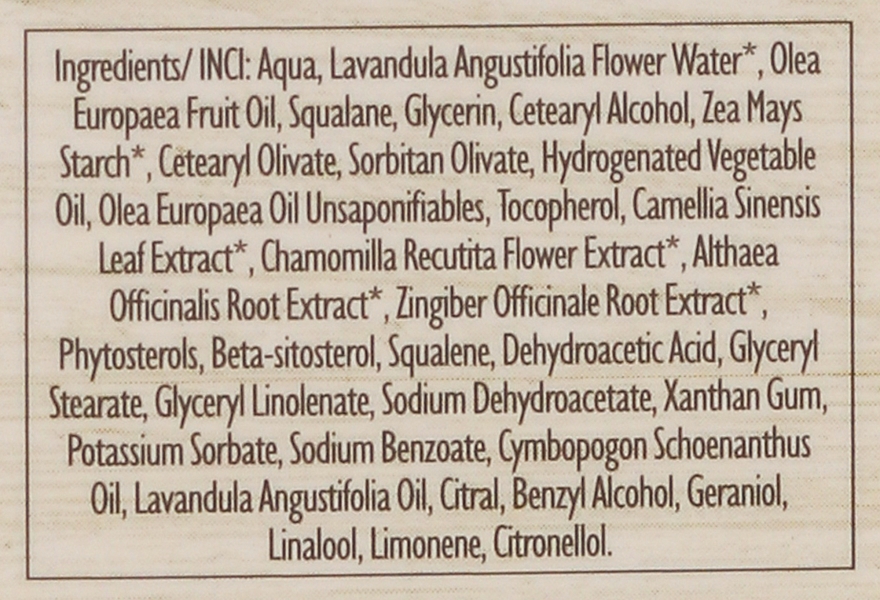 Ingredients/ INCI: Aqua, Lavandula Angustifolia Flower Water*, Olea
Europaea Fruit Oil, Squalane, Glycerin, Cetearyl Alcohol, Zea Mays
Starch*, Cetearyl Olivate, Sorbitan Olivate, Hydrogenated Vegetable
Oil, Olea Europaea Oil Unsaponifiables, Tocopherol, Camellia Sinensis
Leaf Extract*, Chamomilla Recutita Flower Extract*, Althaea
Officinalis Root Extract*, Zingiber Officinale Root Extract*,
Phytosterols, Beta-sitosterol, Squalene, Dehydroacetic Acid, Glyceryl
Stearate, Glyceryl Linolenate, Sodium Dehydroacetate, Xanthan Gum,
Potassium Sorbate, Sodium Benzoate, Cymbopogon Schoenanthus
Oil, Lavandula Angustifolia Oil, Citral, Benzyl Alcohol, Geraniol,
Linalool, Limonene, Citronellol.